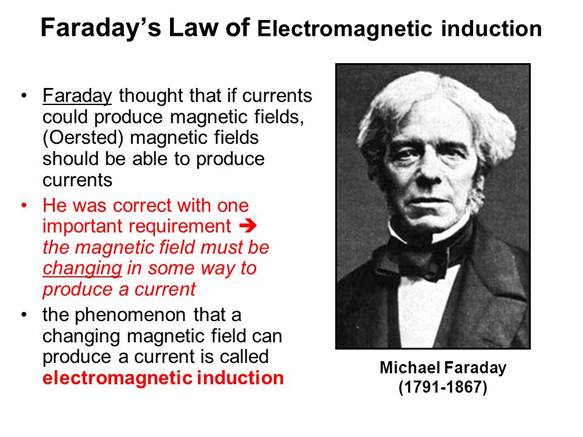 Faraday’s Law of Electromagnetic induction
• Faraday thought that if currents
could produce magnetic fields,
(Oersted) magnetic fields
should be able to produce
currents
• He was correct with one
important requirement ➔
the magnetic field must be
changing in some way to
produce a current
• the phenomenon that a
changing magnetic field can
produce a current is called
electromagnetic induction
Michael Faraday
(1791-1867)